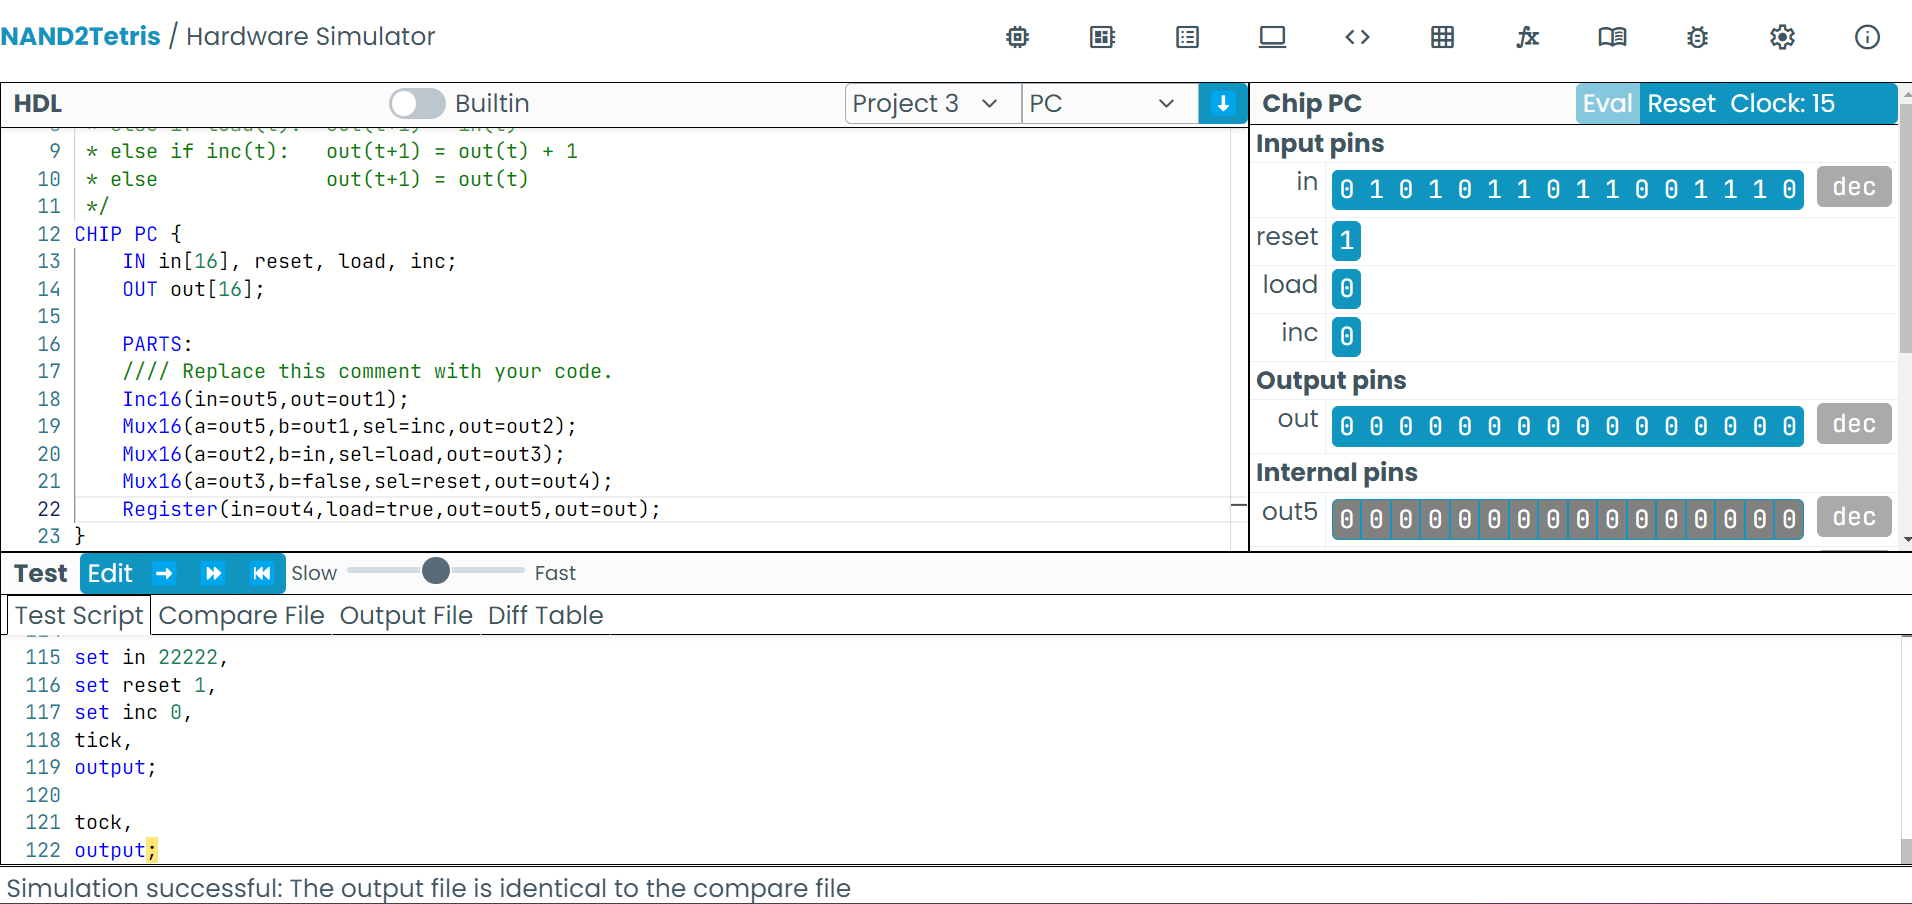 NAND2Tetris / Hardware Simulator
HDL
Builtin
Project 3
PC
9 * else if inc(t): out(t+1) = out(t) + 1
10 * else out(t+1) = out(t)
11 */
12 CHIP PC {
13 IN in[16], reset, load, inc;
14 OUT out[16];
15
16 PARTS:
17 //// Replace this comment with your code.
18 Inc16(in=out5,out=out1);
19 Mux16(a=out5,b=out1,sel=inc,out=out2);
20 Mux16(a=out2,b=in,sel=load,out=out3);
21 Mux16(a=out3,b=false,sel=reset,out=out4);
22 Register(in=out4,load=true,out=out5,out=out);
23 }
Chip PC
Eval Reset Clock: 15
Input pins
in 0 1 0 1 0 1 1 0 1 1 0 0 1 1 1 0 dec
reset 1
load 0
inc 0
Output pins
out 0 0 0 0 0 0 0 0 0 0 0 0 0 0 0 0 dec
Internal pins
out5 0 0 0 0 0 0 0 0 0 0 0 0 0 0 0 0 dec
Test Edit Slow Fast
Test Script Compare File Output File Diff Table
115 set in 22222,
116 set reset 1,
117 set inc 0,
118 tick,
119 output;
120
121 tock,
122 output;
Simulation successful: The output file is identical to the compare file